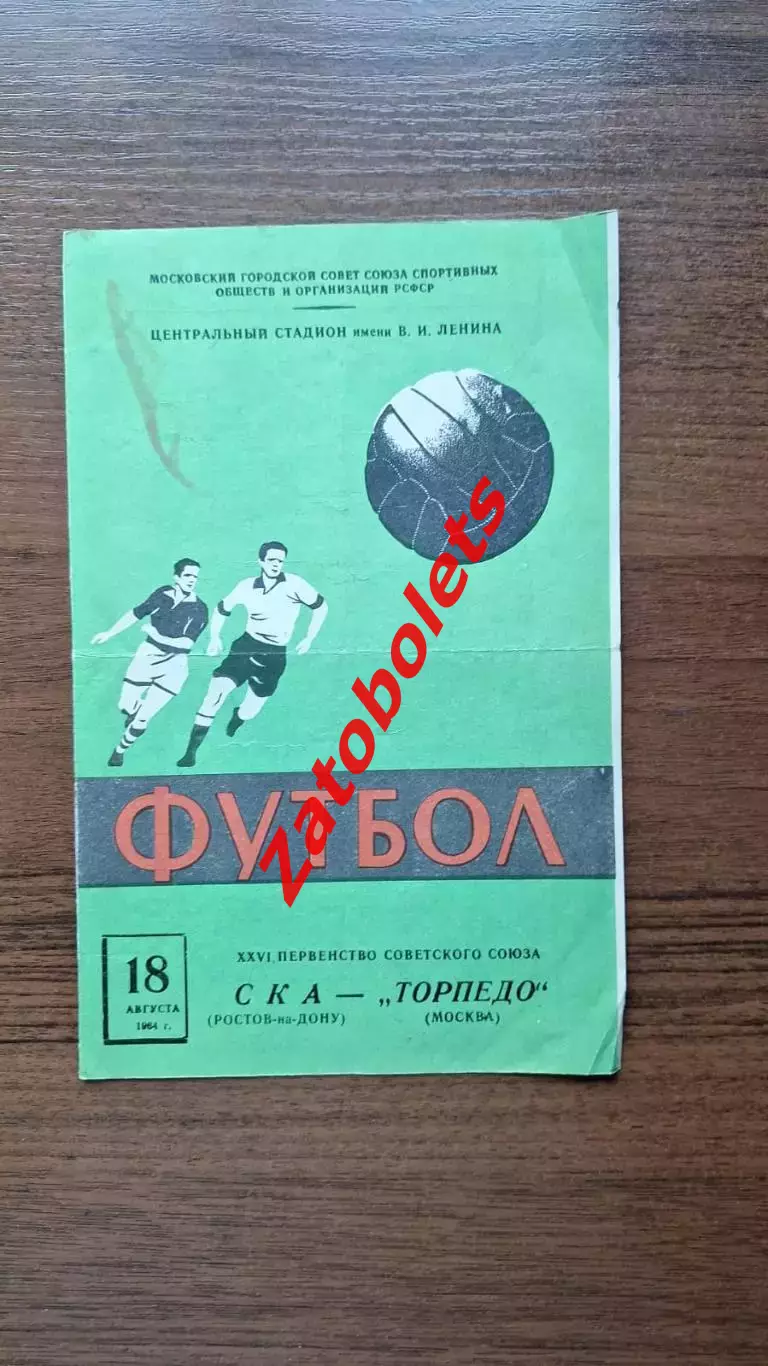 МОСКОВСКИЙ ГОРОДСКОЙ СОВЕТ СОЮЗА СПОРТИВНЫХ
ОБЩЕСТВ И ОРГАНИЗАЦИЙ РСФСР
ЦЕНТРАЛЬНЫЙ СТАДИОН имени В. И. ЛЕНИНА
Zatobolets
ФУТБОЛ
18
АВГУСТА
1964 г.
XXVI ПЕРВЕНСТВО СОВЕТСКОГО СОЮЗА
СКА — „ТОРПЕДО“
(РОСТОВ-на-ДОНУ) (МОСКВА)